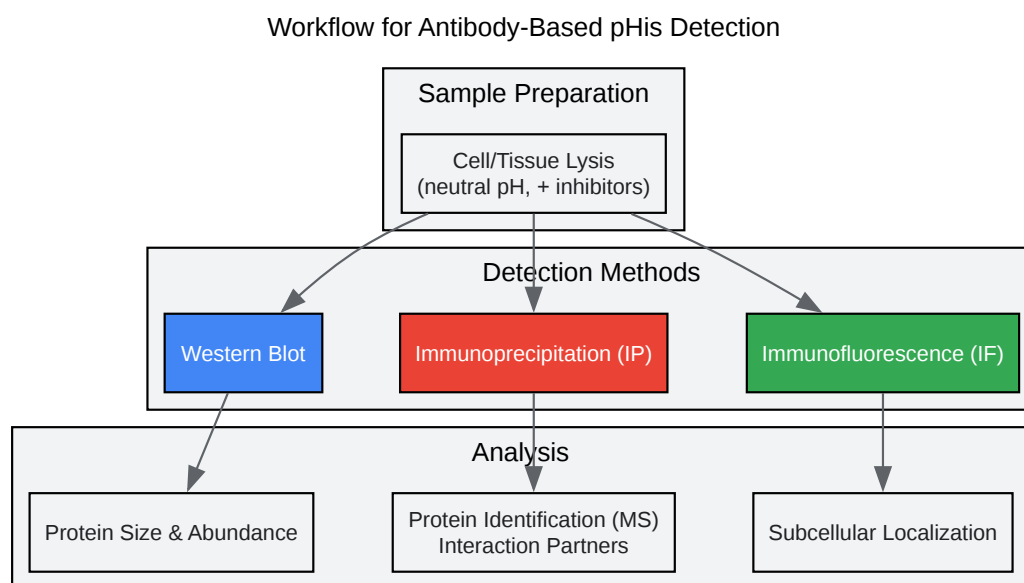 Workflow for Antibody-Based pHis Detection
Sample Preparation
Cell/Tissue Lysis
(neutral pH, + inhibitors)
Detection Methods
Western Blot
Immunoprecipitation (IP)
Immunofluorescence (IF)
Analysis
Protein Size & Abundance
Protein Identification (MS)
Interaction Partners
Subcellular Localization